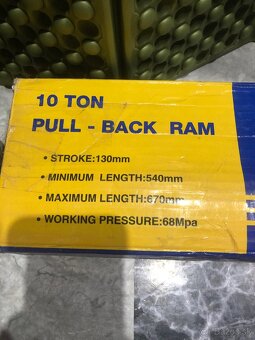 10 TON
PULL - BACK RAM
• STROKE:130mm
• MINIMUM LENGTH:540mm
• MAXIMUM LENGTH:670mm
• WORKING PRESSURE:68Mpa